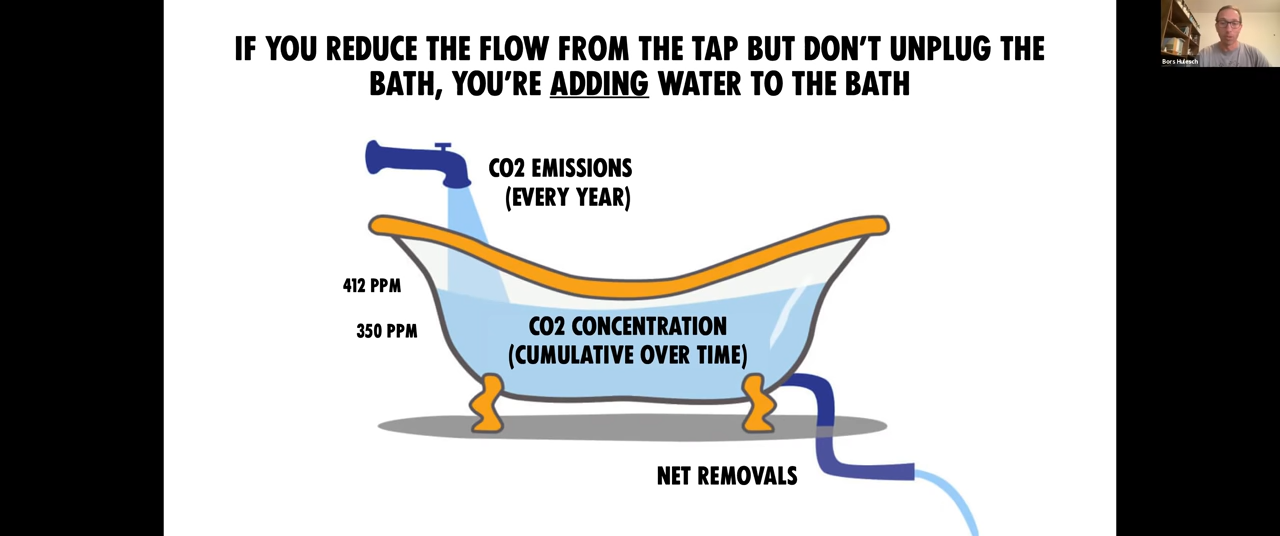 IF YOU REDUCE THE FLOW FROM THE TAP BUT DON'T UNPLUG THE
BATH, YOU'RE ADDING WATER TO THE BATH
CO2 EMISSIONS
(EVERY YEAR)
412 PPM
350 PPM
CO2 CONCENTRATION
(CUMULATIVE OVER TIME)
NET REMOVALS
Bors